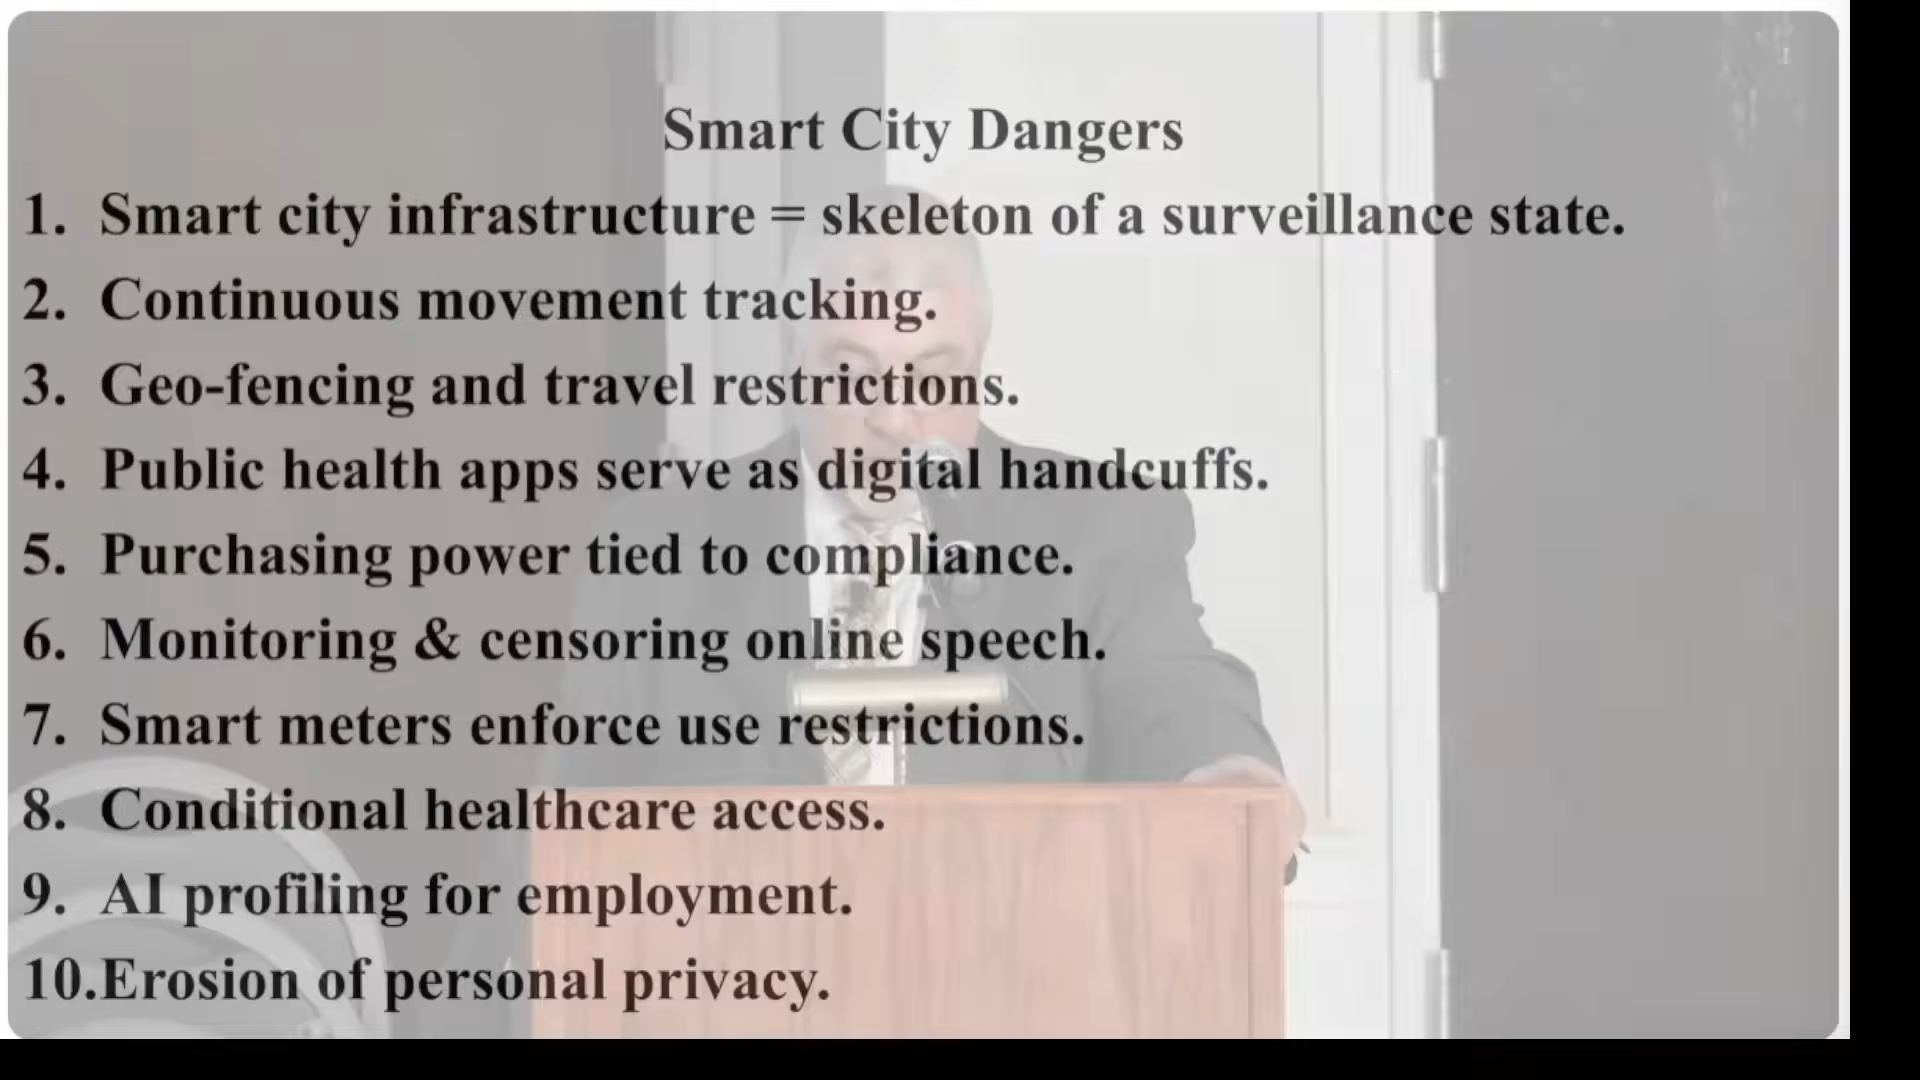 Smart City Dangers
1. Smart city infrastructure = skeleton of a surveillance state.
2. Continuous movement tracking.
3. Geo-fencing and travel restrictions.
4. Public health apps serve as digital handcuffs.
5. Purchasing power tied to compliance.
6. Monitoring & censoring online speech.
7. Smart meters enforce use restrictions.
8. Conditional healthcare access.
9. AI profiling for employment.
10.Erosion of personal privacy.